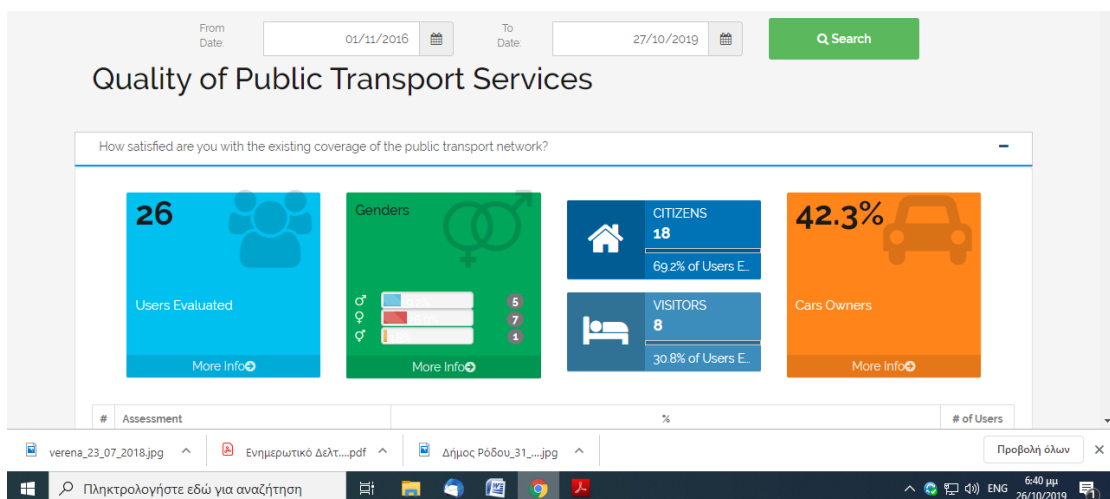 From
Date:
01/11/2016
To
Date:
27/10/2019
Search
Quality of Public Transport Services
How satisfied are you with the existing coverage of the public transport network?
26
Users Evaluated
More Info
Genders
5
7
1
More Info
CITIZENS
18
69.2% of Users E...
VISITORS
8
30.8% of Users E...
42.3%
Cars Owners
More Info
# Assessment % # of Users
verena_23_07_2018.jpg
Ενημερωτικό Δελτ....pdf
Δήμος Ρόδου_31_....jpg
Προβολή όλων
Πληκτρολογήστε εδώ για αναζήτηση
ENG
6:40 μμ
26/10/2019